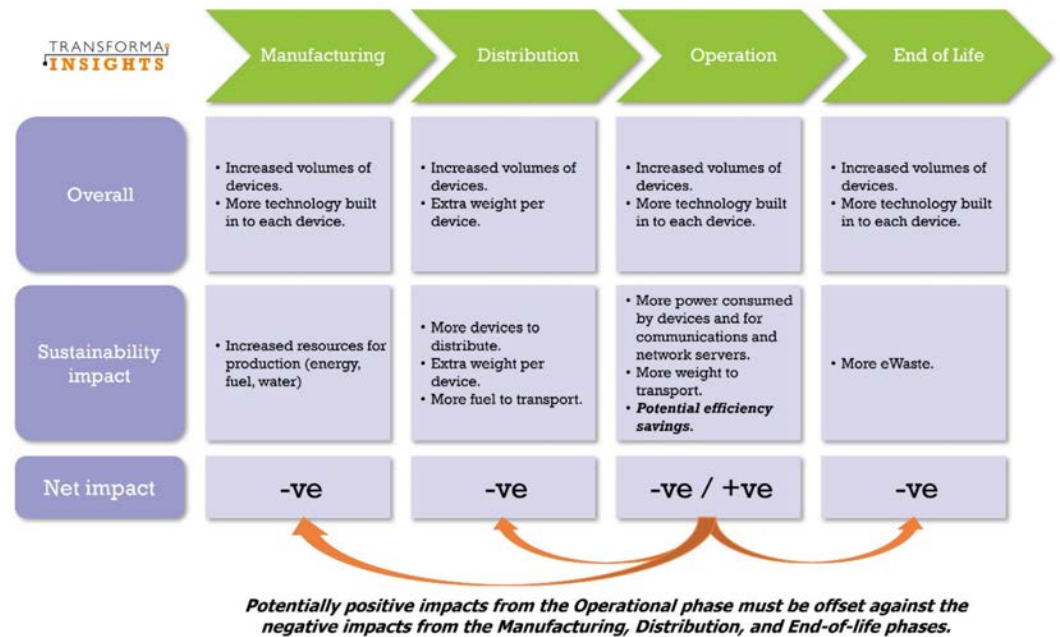 TRANSFORMA
INSIGHTS
Manufacturing
Distribution
Operation
End of Life
Overall
• Increased volumes of
devices.
• More technology built
in to each device.
• Increased volumes of
devices.
• Extra weight per
device.
• Increased volumes of
devices.
• More technology built
in to each device.
• Increased volumes of
devices.
• More technology built
in to each device.
Sustainability
impact
• Increased resources for
production (energy,
fuel, water)
• More devices to
distribute.
• Extra weight per
device.
• More fuel to transport.
• More power consumed
by devices and for
communications and
network servers.
• More weight to
transport.
• Potential efficiency
savings.
• More eWaste.
Net impact
-ve
-ve
-ve / +ve
-ve
Potentially positive impacts from the Operational phase must be offset against the
negative impacts from the Manufacturing, Distribution, and End-of-life phases.